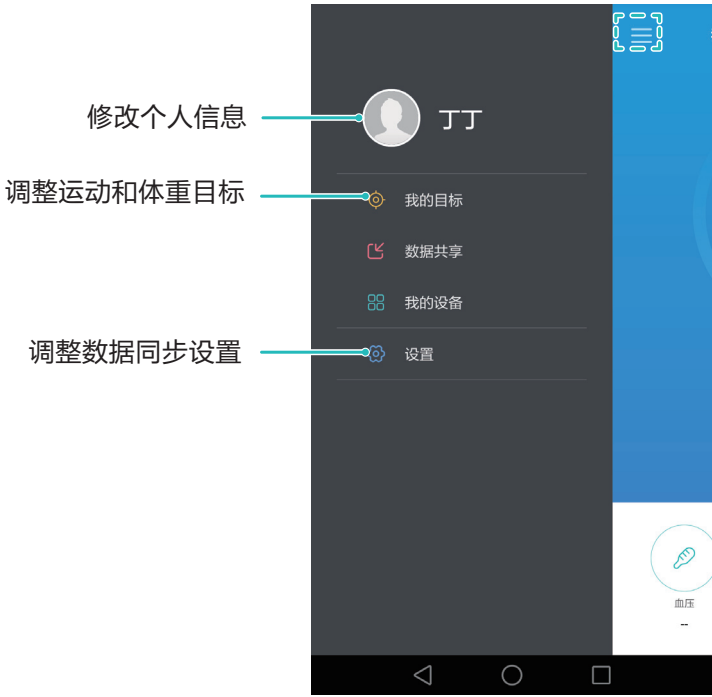 修改个人信息
丁丁
调整运动和体重目标
我的目标
数据共享
我的设备
调整数据同步设置
设置
血压
--